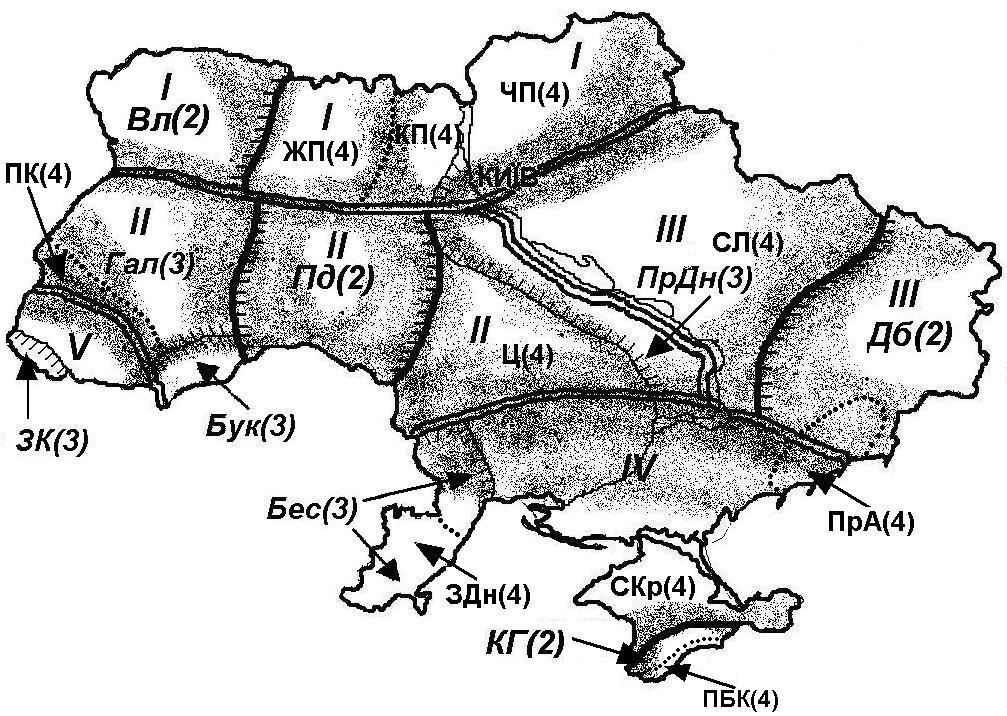 I
ЧП(4)
I
Вл(2)
I
ЖП(4)
КП(4)
КИЇВ
ПК(4)
II
Гал(3)
II
Пд(2)
III
СЛ(4)
ПрДн(3)
III
Дб(2)
II
Ц(4)
V
ЗК(3)
Бук(3)
IV
Бес(3)
ПрА(4)
ЗДн(4)
СКр(4)
КГ(2)
ПБК(4)